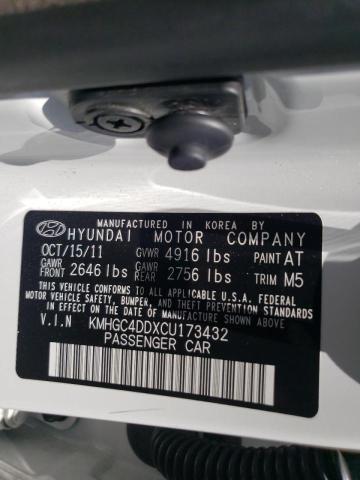 MANUFACTURED IN KOREA BY
HYUNDAI MOTOR COMPANY
OCT/15/11 GVWR 4916 lbs PAINT AT
GAWR FRONT 2646 lbs GAWR REAR 2756 lbs TRIM M5
THIS VEHICLE CONFORMS TO ALL APPLICABLE U.S.A. FEDERAL
MOTOR VEHICLE SAFETY, BUMPER, AND THEFT PREVENTION
STANDARDS IN EFFECT ON THE DATE OF MANUFACTURE
SHOWN ABOVE.
V.I.N KMHGC4DDXCU173432
PASSENGER CAR